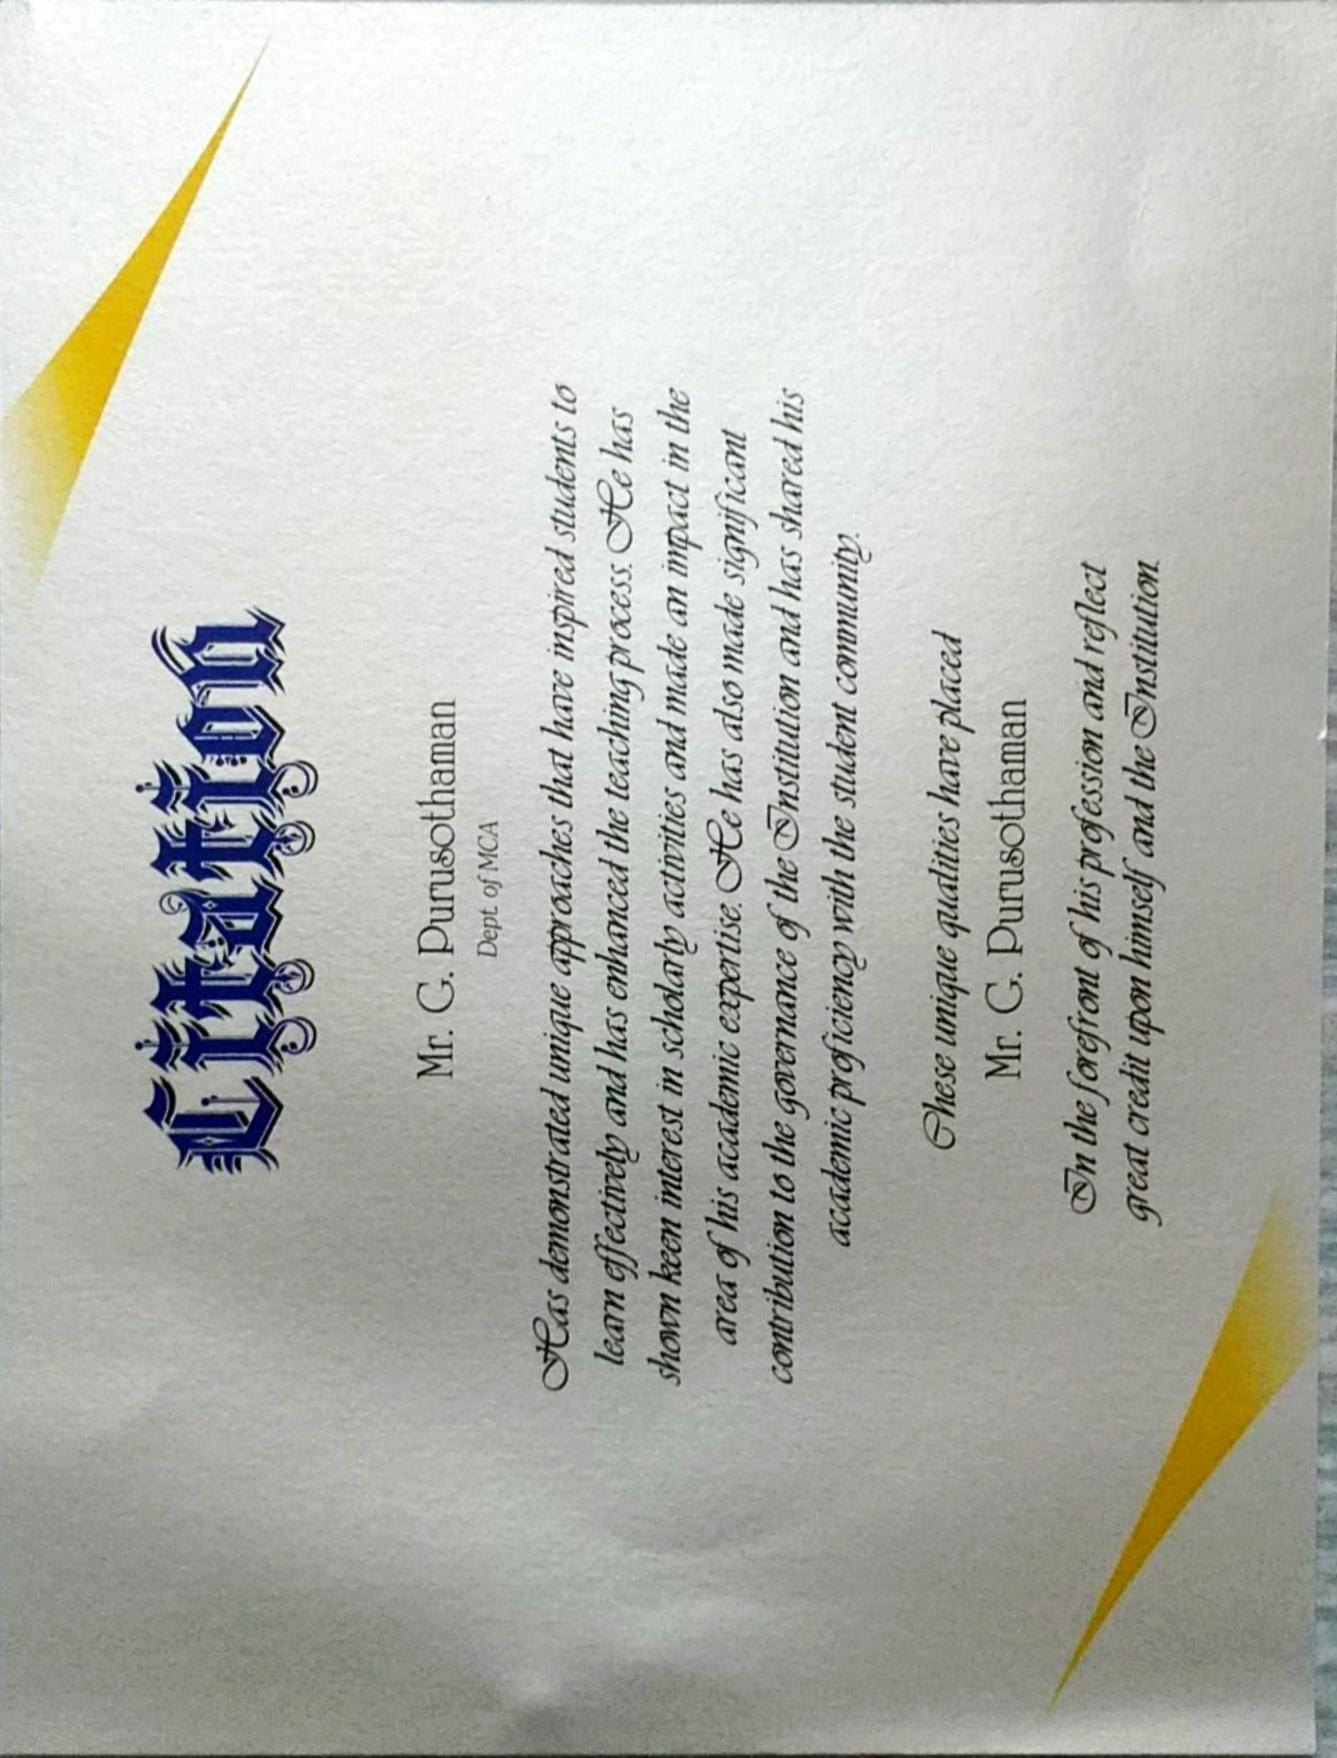 Citation
Mr. G. Purusothaman
Dept. of MCA
Has demonstrated unique approaches that have inspired students to
learn effectively and has enhanced the teaching process. He has
shown keen interest in scholarly activities and made an impact in the
area of his academic expertise. He has also made significant
contribution to the governance of the Institution and has shared his
academic proficiency with the student community.
These unique qualities have placed
Mr. G. Purusothaman
In the forefront of his profession and reflect
great credit upon himself and the Institution.